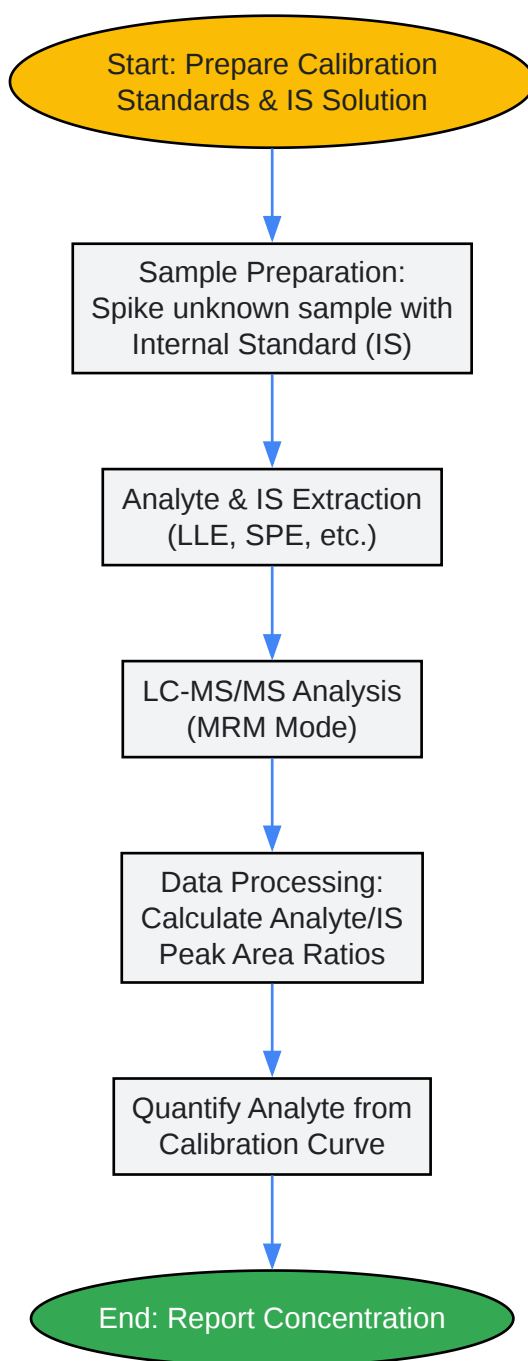 Start: Prepare Calibration
Standards & IS Solution
Sample Preparation:
Spike unknown sample with
Internal Standard (IS)
Analyte & IS Extraction
(LLE, SPE, etc.)
LC-MS/MS Analysis
(MRM Mode)
Data Processing:
Calculate Analyte/IS
Peak Area Ratios
Quantify Analyte from
Calibration Curve
End: Report Concentration